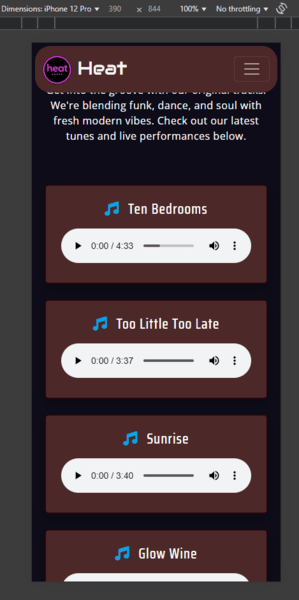 Dimensions: iPhone 12 Pro 390 × 844 100% No throttling
heat
Heat
Get into the groove with our original tracks.
We're blending funk, dance, and soul with
fresh modern vibes. Check out our latest
tunes and live performances below.
Ten Bedrooms
0:00 / 4:33
Too Little Too Late
0:00 / 3:37
Sunrise
0:00 / 3:40
Glow Wine